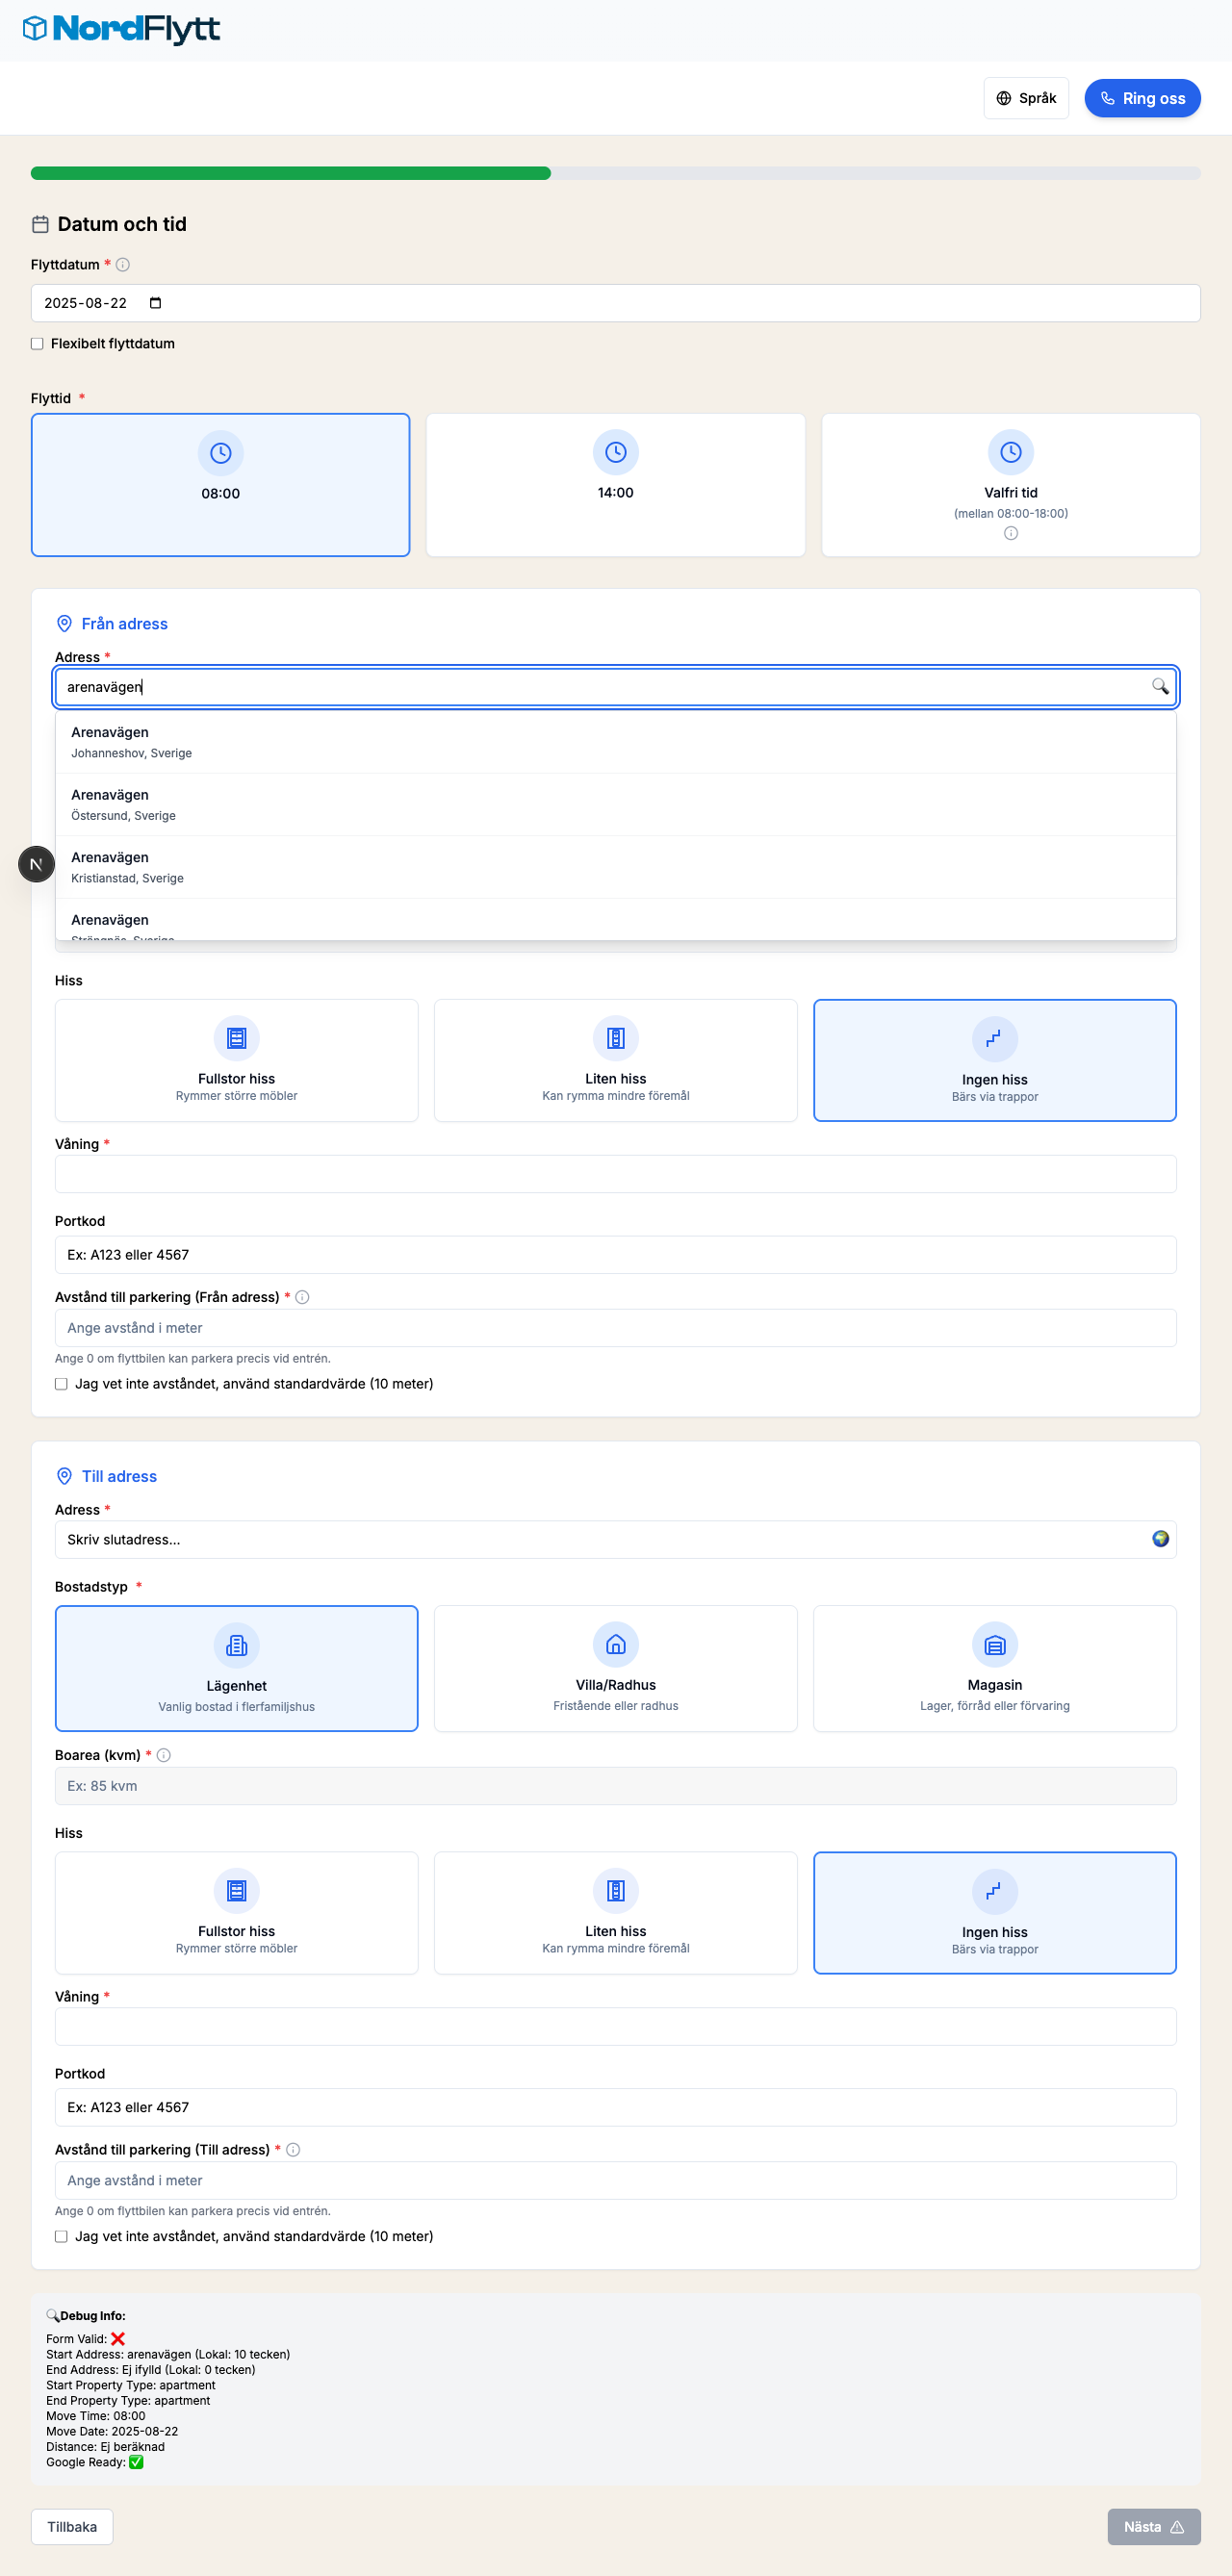 NordFlytt
Språk
Ring oss
Datum och tid
Flyttdatum *
2025-08-22
Flexibelt flyttdatum
Flyttid *
08:00
14:00
Valfri tid
(mellan 08:00-18:00)
Från adress
Adress *
arenavägen
Arenavägen
Johanneshov, Sverige
Arenavägen
Östersund, Sverige
Arenavägen
Kristianstad, Sverige
Arenavägen
Strängnäs, Sverige
Hiss
Fullstor hiss
Rymmer större möbler
Liten hiss
Kan rymma mindre föremål
Ingen hiss
Bärs via trappor
Våning *
Portkod
Ex: A123 eller 4567
Avstånd till parkering (Från adress) *
Ange avstånd i meter
Ange 0 om flyttbilen kan parkera precis vid entrén.
Jag vet inte avståndet, använd standardvärde (10 meter)
Till adress
Adress *
Skriv slutadress...
Bostadstyp *
Lägenhet
Vanlig bostad i flerfamiljshus
Villa/Radhus
Fristående eller radhus
Magasin
Lager, förråd eller förvaring
Boarea (kvm) *
Ex: 85 kvm
Hiss
Fullstor hiss
Rymmer större möbler
Liten hiss
Kan rymma mindre föremål
Ingen hiss
Bärs via trappor
Våning *
Portkod
Ex: A123 eller 4567
Avstånd till parkering (Till adress) *
Ange avstånd i meter
Ange 0 om flyttbilen kan parkera precis vid entrén.
Jag vet inte avståndet, använd standardvärde (10 meter)
🔍Debug Info:
Form Valid: ❌
Start Address: arenavägen (Lokal: 10 tecken)
End Address: Ej ifylld (Lokal: 0 tecken)
Start Property Type: apartment
End Property Type: apartment
Move Time: 08:00
Move Date: 2025-08-22
Distance: Ej beräknad
Google Ready: ✅
Tillbaka
Nästa